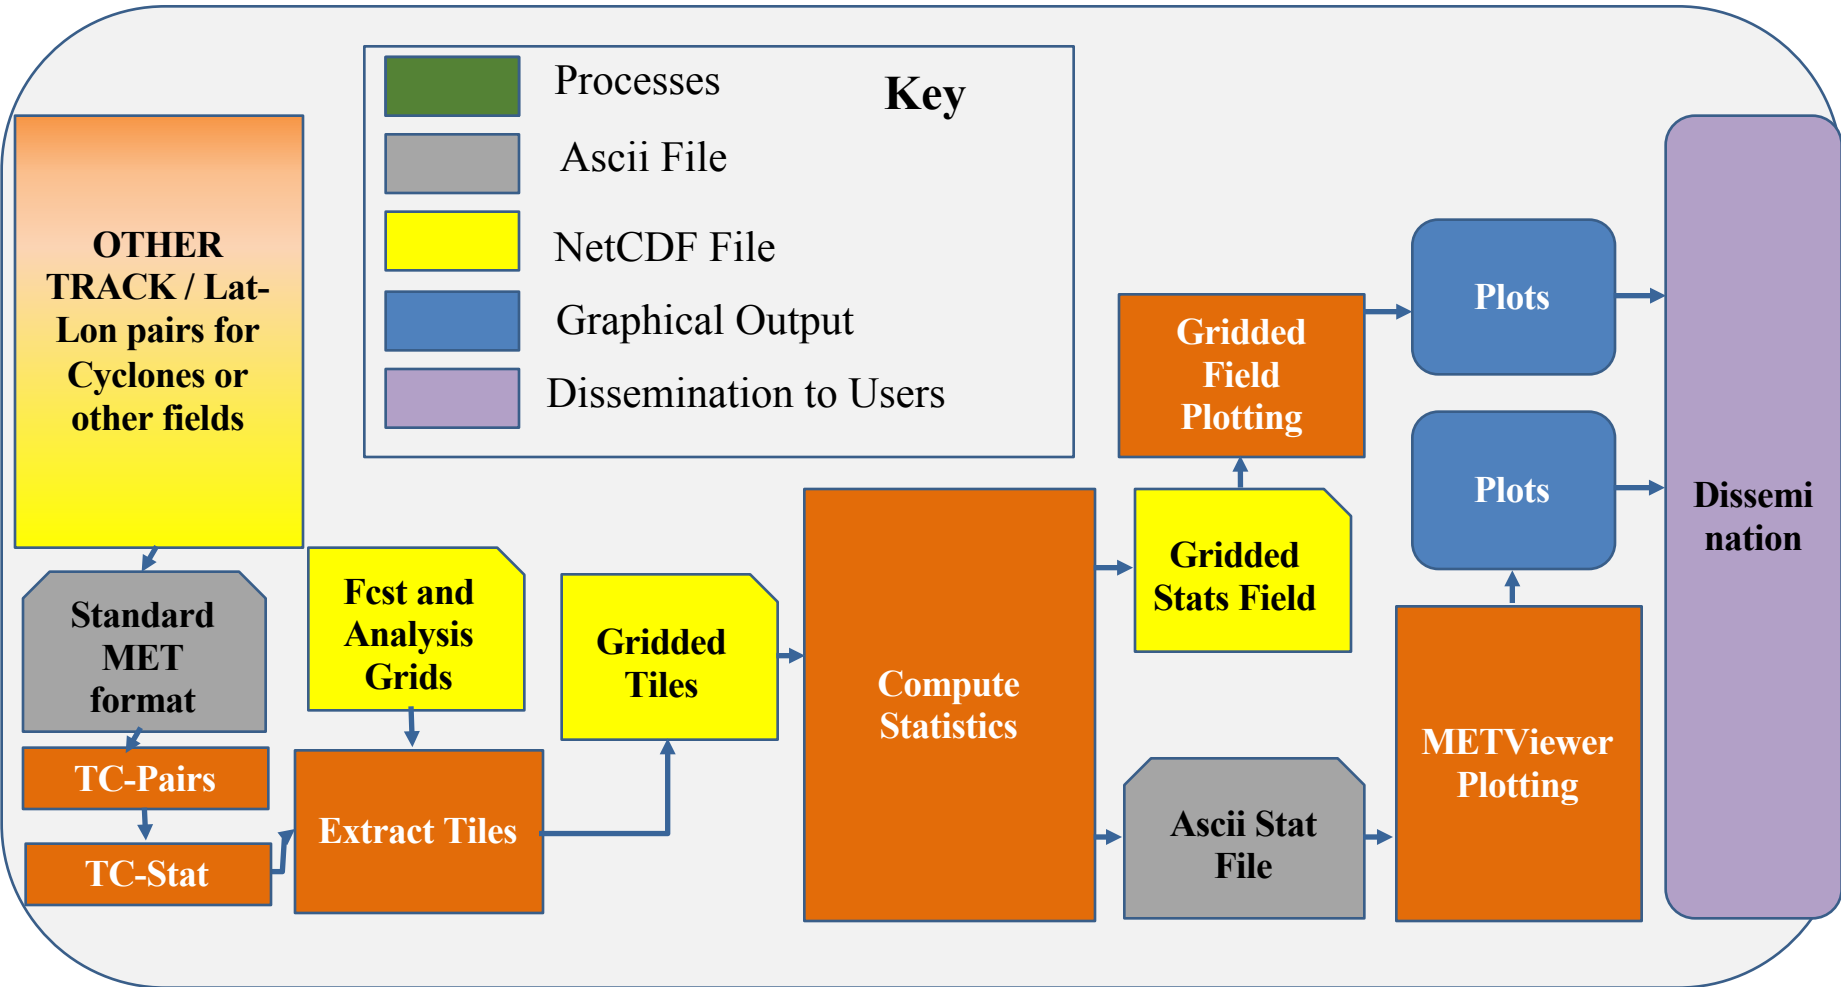 Key
Processes
Ascii File
NetCDF File
Graphical Output
Dissemination to Users
OTHER
TRACK / Lat-
Lon pairs for
Cyclones or
other fields
Standard
MET
format
TC-Pairs
TC-Stat
Fcst and
Analysis
Grids
Extract Tiles
Gridded
Tiles
Compute
Statistics
Gridded
Stats Field
Gridded
Field
Plotting
Plots
Ascii Stat
File
METViewer
Plotting
Plots
Dissemi
nation